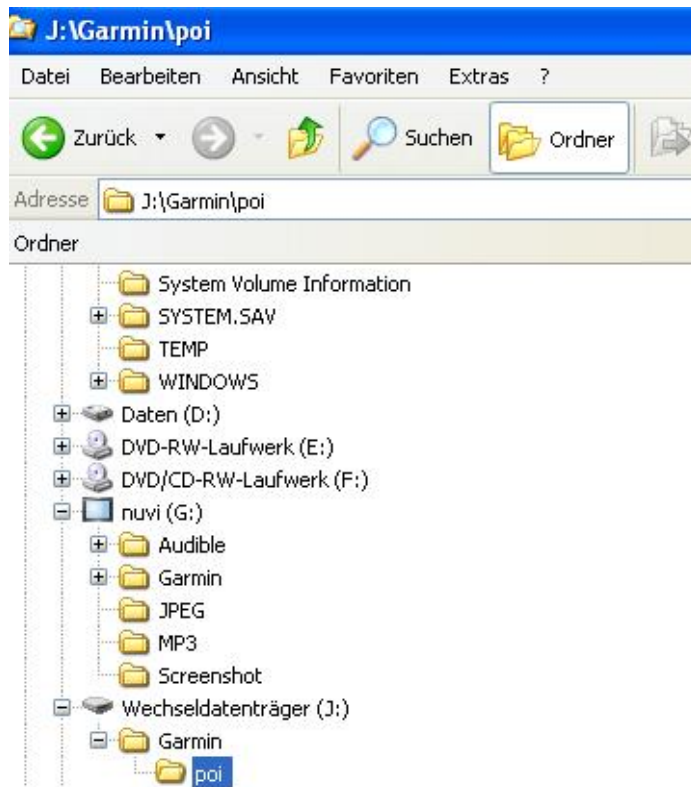 J:\Garmin\poi
Datei Bearbeiten Ansicht Favoriten Extras ?
Zurück Suchen Ordner
Adresse J:\Garmin\poi
Ordner
System Volume Information
SYSTEM.SAV
TEMP
WINDOWS
Daten (D:)
DVD-RW-Laufwerk (E:)
DVD/CD-RW-Laufwerk (F:)
nuvi (G:)
Audible
Garmin
JPEG
MP3
Screenshot
Wechseldatenträger (J:)
Garmin
poi